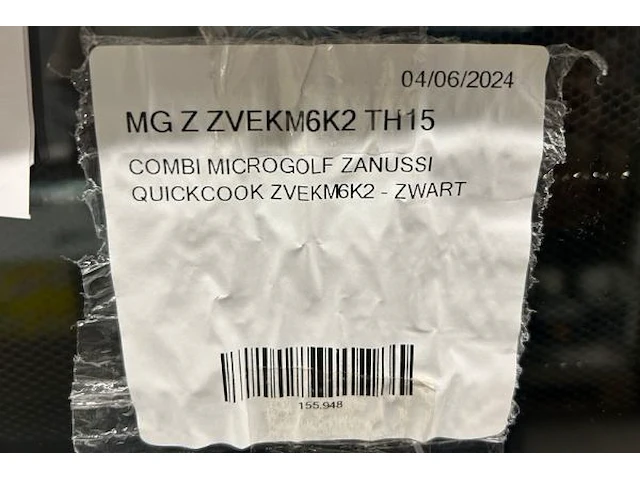 04/06/2024
MG Z ZVEKM6K2 TH15
COMBI MICROGOLF ZANUSSI
QUICKCOOK ZVEKM6K2 - ZWART
155.948